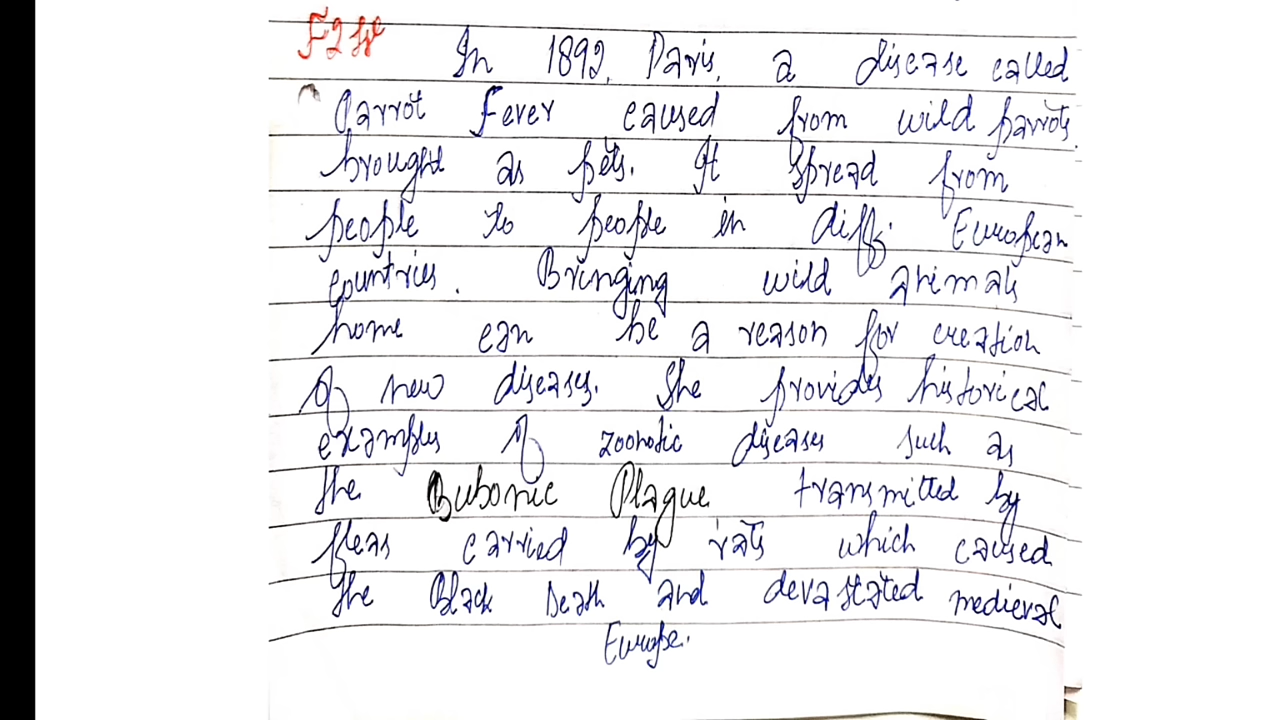 In 1892, Paris, a disease called
Parrot Fever caused from wild parrots
brought as pets. It spread from
people to people in diff. European
countries. Bringing wild animals
home can be a reason for creation
of new diseases. She provides historical
examples of zoonotic diseases such as
the Bubonic Plague transmitted by
fleas carried by rats which caused
the Black Death and devastated medieval
Europe.